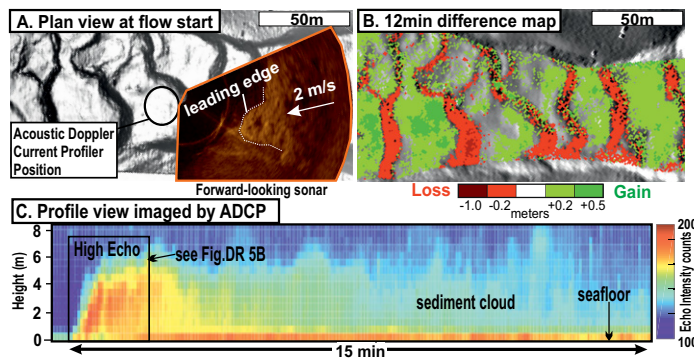 A. Plan view at flow start
50m
leading edge
2 m/s
Acoustic Doppler
Current Profiler
Position
Forward-looking sonar
B. 12min difference map
50m
Loss
Gain
-1.0 -0.2 +0.2 +0.5
meters
C. Profile view imaged by ADCP
8
6
4
2
0
Height (m)
High Echo
see Fig.DR 5B
sediment cloud
seafloor
15 min
200
100
Echo Intensity counts